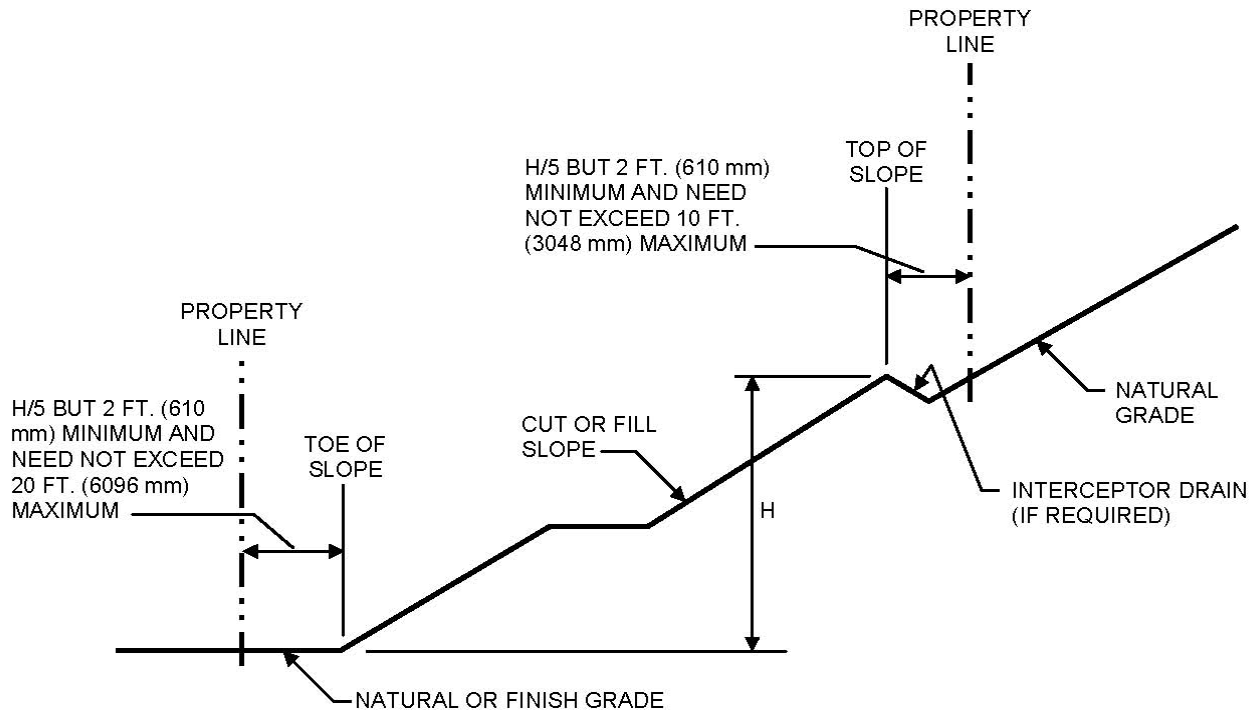 PROPERTY
LINE
TOP OF
SLOPE
H/5 BUT 2 FT. (610 mm)
MINIMUM AND NEED
NOT EXCEED 10 FT.
(3048 mm) MAXIMUM
PROPERTY
LINE
H/5 BUT 2 FT. (610
mm) MINIMUM AND
NEED NOT EXCEED
20 FT. (6096 mm)
MAXIMUM
TOE OF
SLOPE
CUT OR FILL
SLOPE
NATURAL
GRADE
H
INTERCEPTOR DRAIN
(IF REQUIRED)
NATURAL OR FINISH GRADE